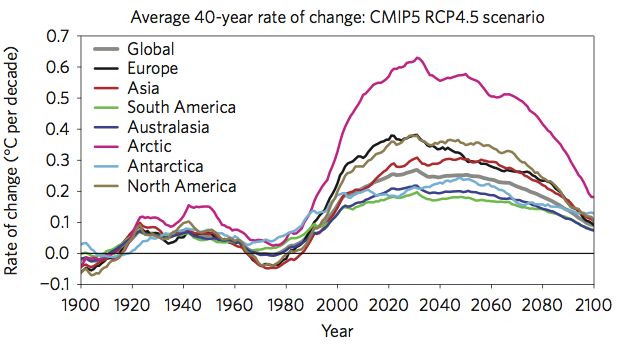 Average 40-year rate of change: CMIP5 RCP4.5 scenario
Rate of change (°C per decade)
0.7
0.6
0.5
0.4
0.3
0.2
0.1
0.0
−0.1
Global
Europe
Asia
South America
Australasia
Arctic
Antarctica
North America
1900 1920 1940 1960 1980 2000 2020 2040 2060 2080 2100
Year